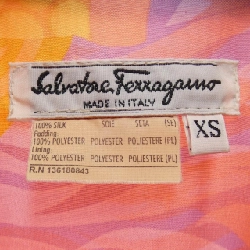 Salvatore Ferragamo
MADE IN ITALY
XS
100% SILK SOIE SETA (SE)
Padding
100% POLYESTER POLYESTER POLIESTERE (PL)
Lining:
100% POLYESTER POLYESTER POLIESTERE (PL)